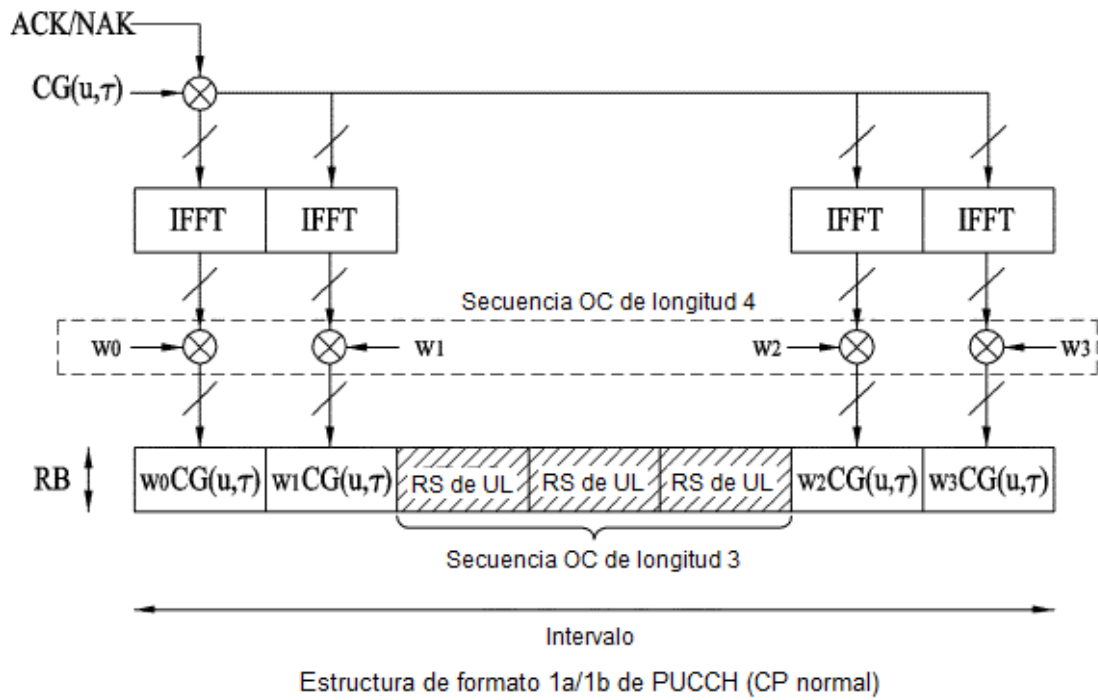 ACK/NAK
CG(u,τ)
IFFT IFFT IFFT IFFT
Secuencia OC de longitud 4
w0 w1 w2 w3
RB w0CG(u,τ) w1CG(u,τ) RS de UL RS de UL RS de UL w2CG(u,τ) w3CG(u,τ)
Secuencia OC de longitud 3
Intervalo
Estructura de formato 1a/1b de PUCCH (CP normal)